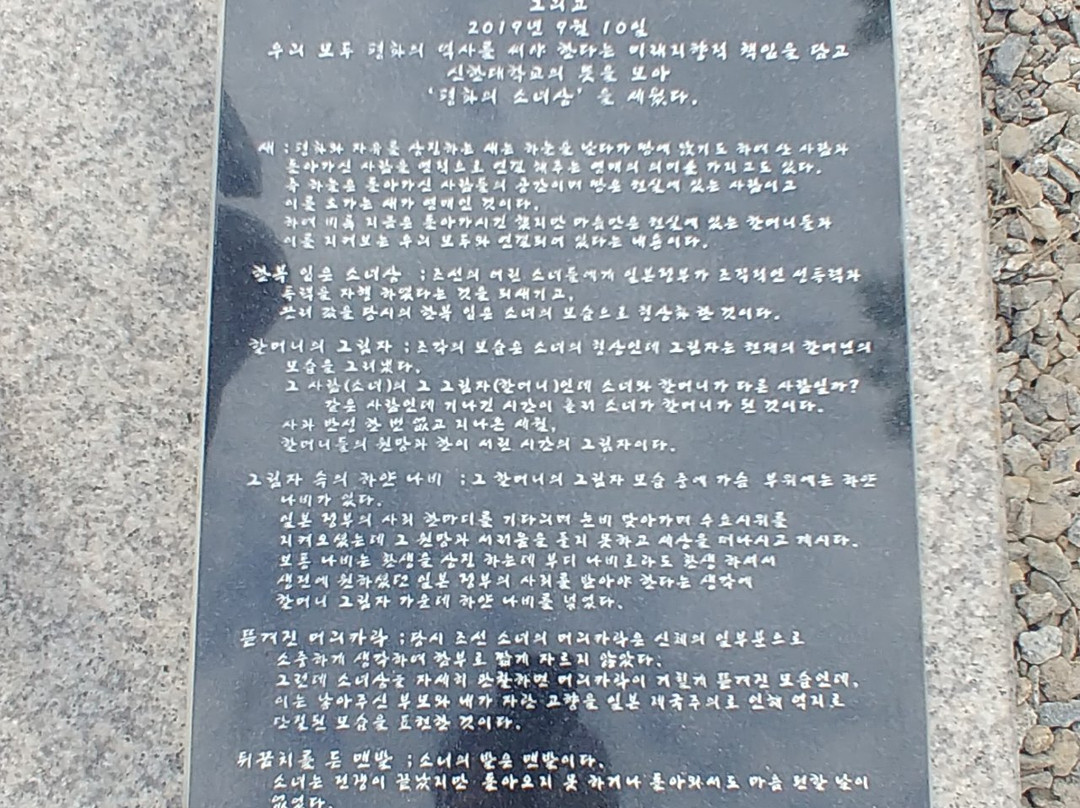 2019년 9월 10일
우리 모두 평화의 역사를 써야 한다는 미래지향적 책임을 담고
신한대학교의 뜻을 모아
'평화의 소녀상' 을 세웠다.
새 : 평화와 자유를 상징하는 새는 하늘을 날다가 땅에 앉기도 하여 산 사람과
돌아가신 사람을 영적으로 연결 해주는 영매의 의미를 가지고도 있다.
즉 하늘은 돌아가신 사람들의 공간이며 땅은 현실에 있는 사람이고
이를 오가는 새가 영매인 것이다.
하여 비록 지금은 돌아가시긴 했지만 마음만은 현실에 있는 할머니들과
이를 지켜보는 우리 모두와 연결되어 있다는 내용이다.
한복 입은 소녀상 : 조선의 어린 소녀들에게 일본정부가 조직적인 성폭력과
폭력을 자행 하였다는 것을 되새기고,
끌려 갔을 당시의 한복 입은 소녀의 모습으로 형상화 한 것이다.
할머니의 그림자 : 조각의 모습은 소녀의 형상인데 그림자는 현재의 할머님의
모습을 그려냈다.
그 사람(소녀)의 그 그림자(할머니)인데 소녀와 할머니가 다른 사람일까?
같은 사람인데 기나긴 시간이 흘러 소녀가 할머니가 된 것이다.
사과 반성 한 번 없고 지나온 세월,
할머니들의 원망과 한이 서린 시간의 그림자이다.
그림자 속의 하얀 나비 : 그 할머니의 그림자 모습 중에 가슴 부위에는 하얀
나비가 있다.
일본 정부의 사죄 한마디를 기다리며 눈비 맞아가며 수요시위를
지켜오셨는데 그 원망과 서러움을 풀지 못하고 세상을 떠나시고 계시다.
보통 나비는 환생을 상징 하는데 부디 나비로라도 환생 하셔서
생전에 원하셨던 일본 정부의 사죄를 받아야 한다는 생각에
할머니 그림자 가운데 하얀 나비를 넣었다.
뜯겨진 머리카락 : 당시 조선 소녀의 머리카락은 신체의 일부분으로
소중하게 생각하여 함부로 짧게 자르지 않았다.
그런데 소녀상을 자세히 관찰하면 머리카락이 거칠게 뜯겨진 모습인데,
이는 낳아주신 부모와 내가 자란 고향을 일본 제국주의로 인해 억지로
단절된 모습을 표현한 것이다.
뒤꿈치를 든 맨발 : 소녀의 발은 맨발이다.
소녀는 전쟁이 끝났지만 돌아오지 못 하거나 돌아와서도 마음 편할 날이
없었다.